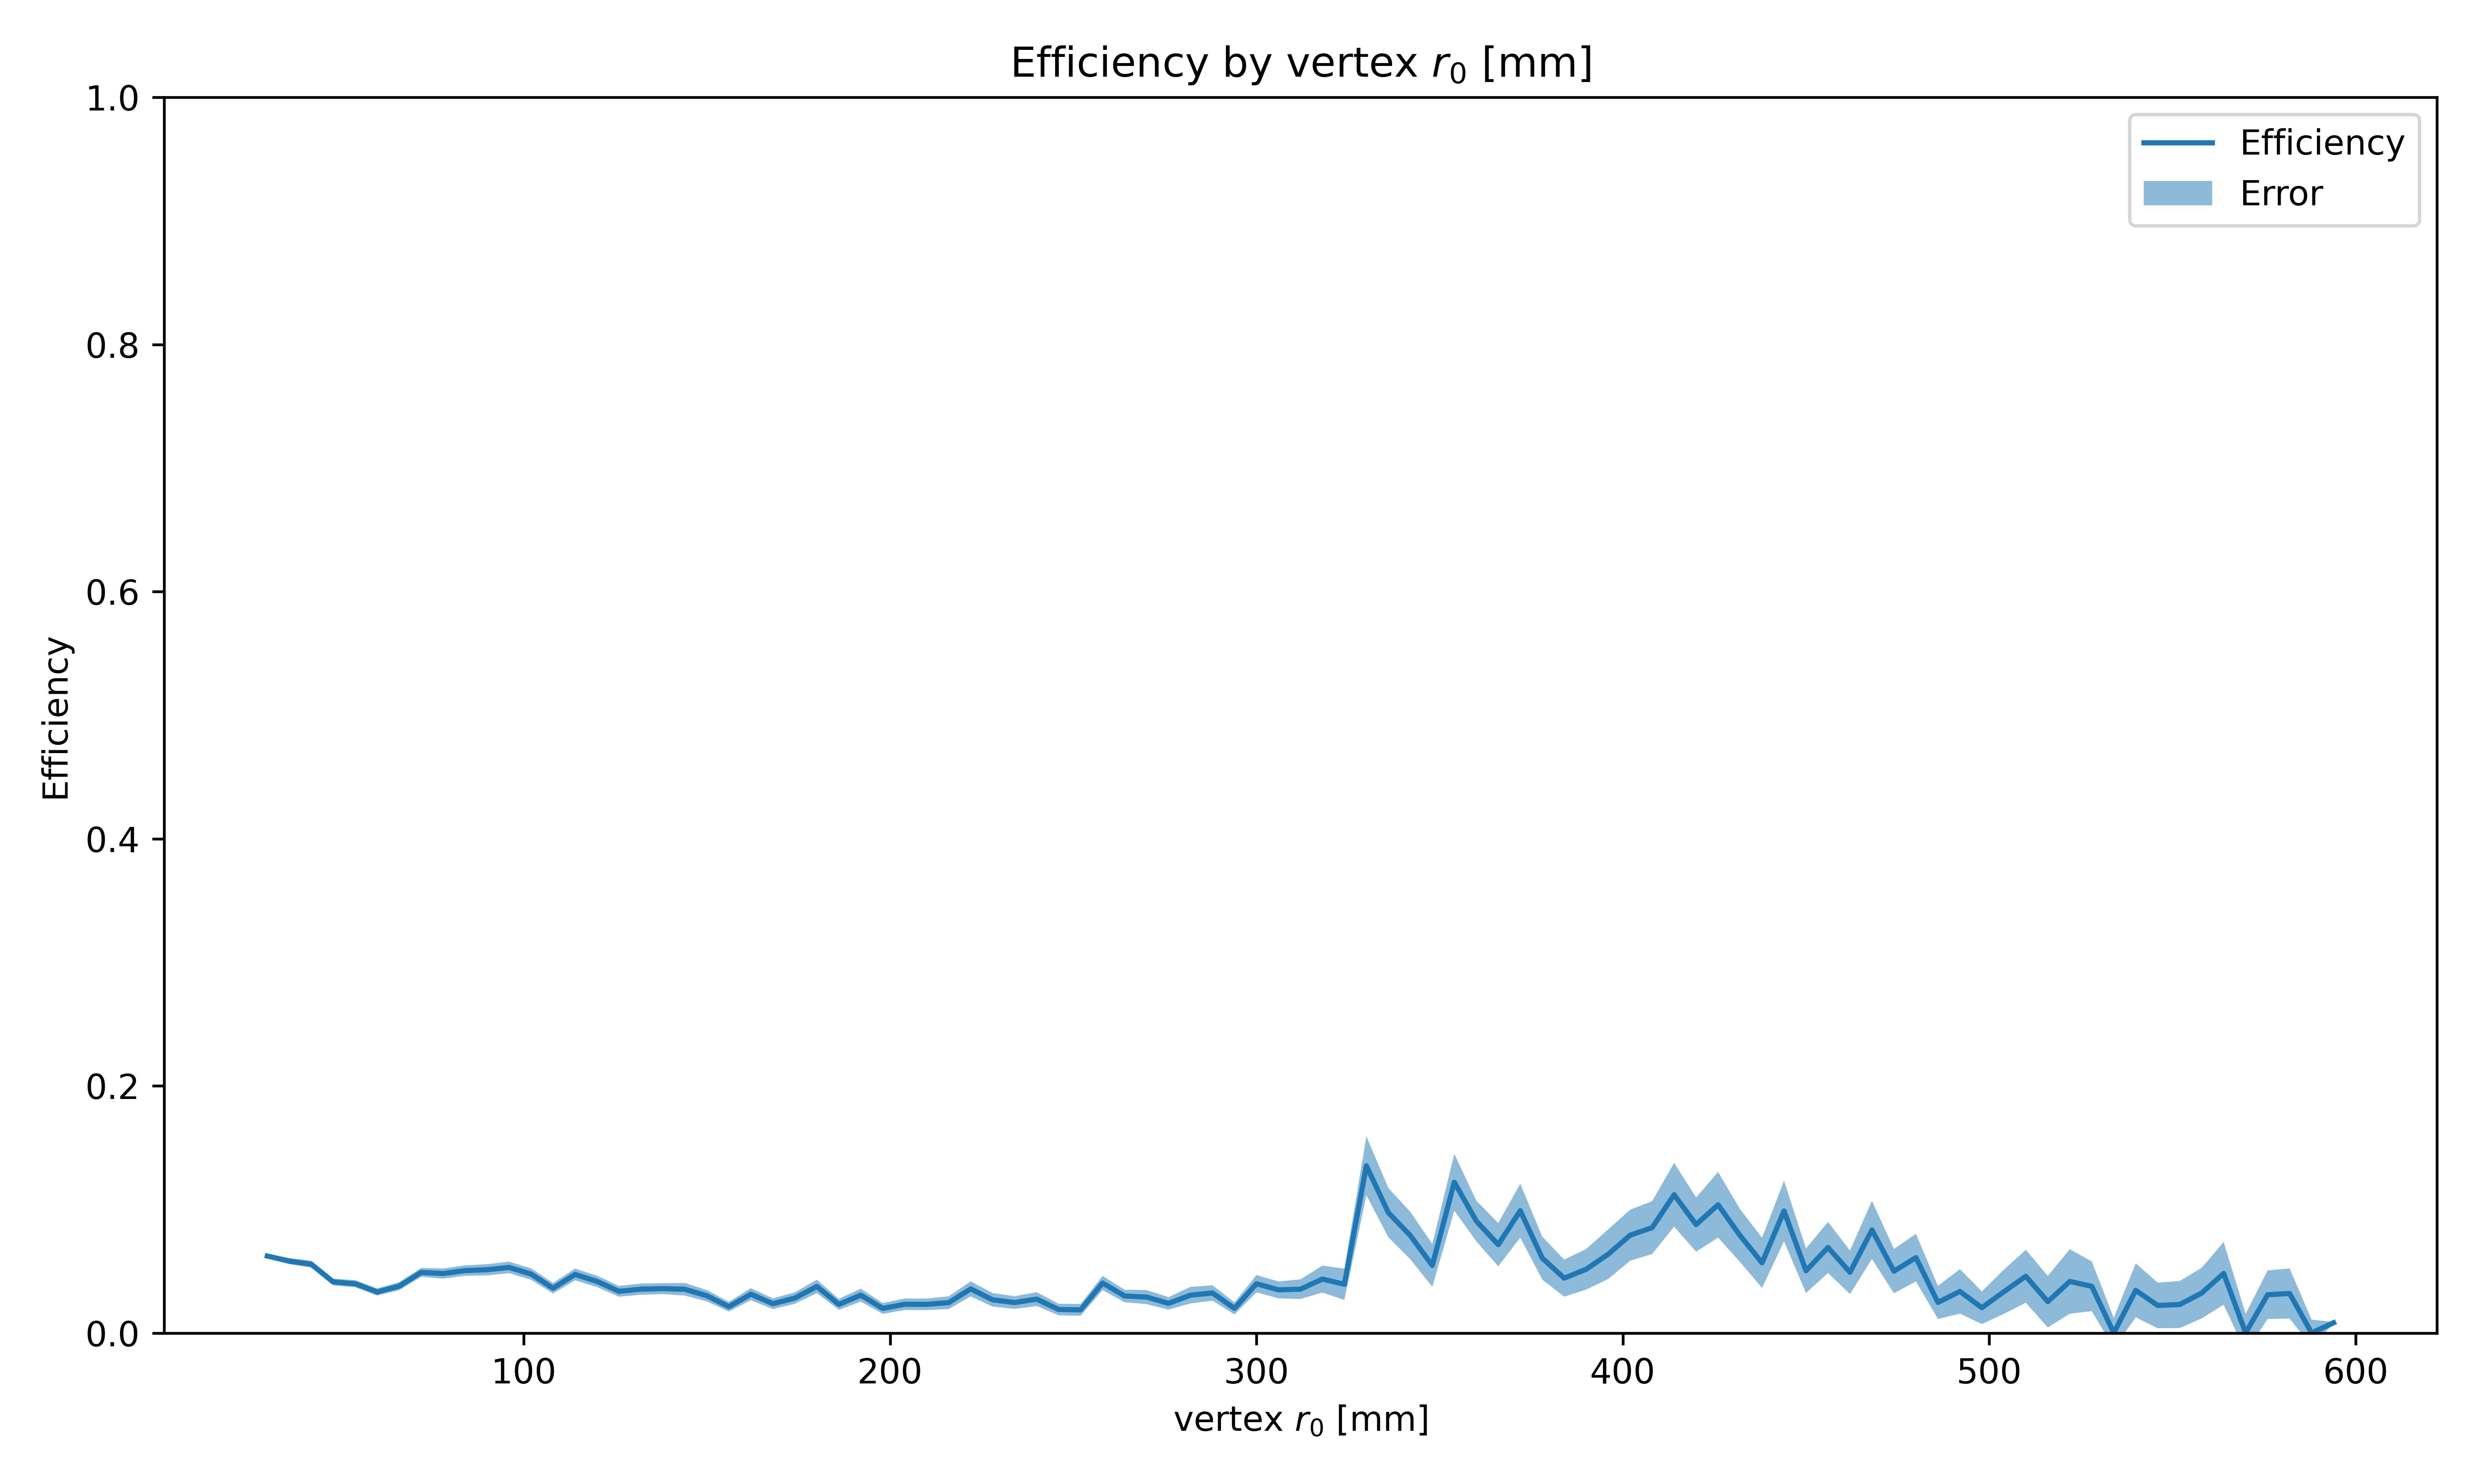 Efficiency by vertex r₀ [mm]
1.0
0.8
0.6
0.4
0.2
0.0
Efficiency
Efficiency
Error
100 200 300 400 500 600
vertex r₀ [mm]